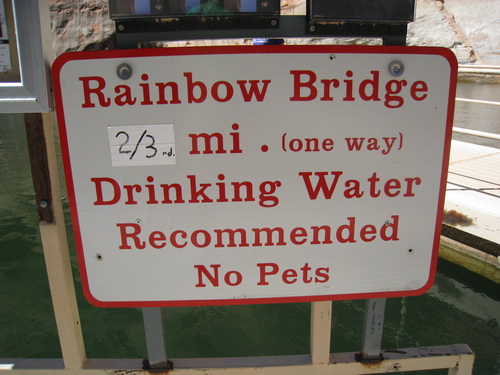 Rainbow Bridge
2/3 rd. mi . (one way)
Drinking Water
Recommended
No Pets